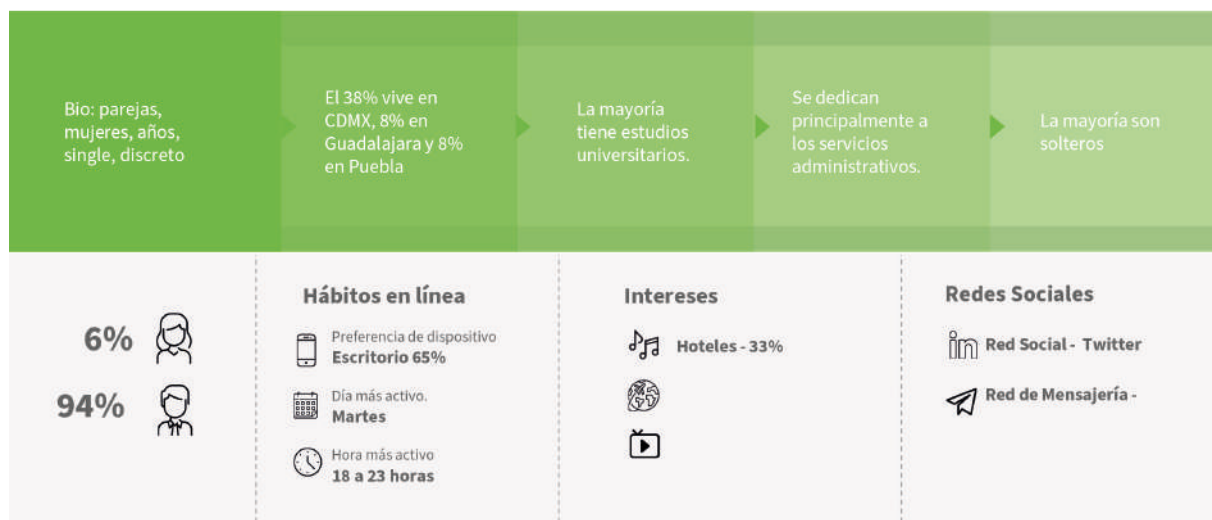 Bio: parejas,
mujeres, años,
single, discreto
El 38% vive en
CDMX, 8% en
Guadalajara y 8%
en Puebla
La mayoría
tiene estudios
universitarios.
Se dedican
principalmente a
los servicios
administrativos.
La mayoría son
solteros
6%
94%
Hábitos en línea
Preferencia de dispositivo
Escritorio 65%
Día más activo.
Martes
Hora más activo
18 a 23 horas
Intereses
Hoteles - 33%
Redes Sociales
in Red Social - Twitter
Red de Mensajería -